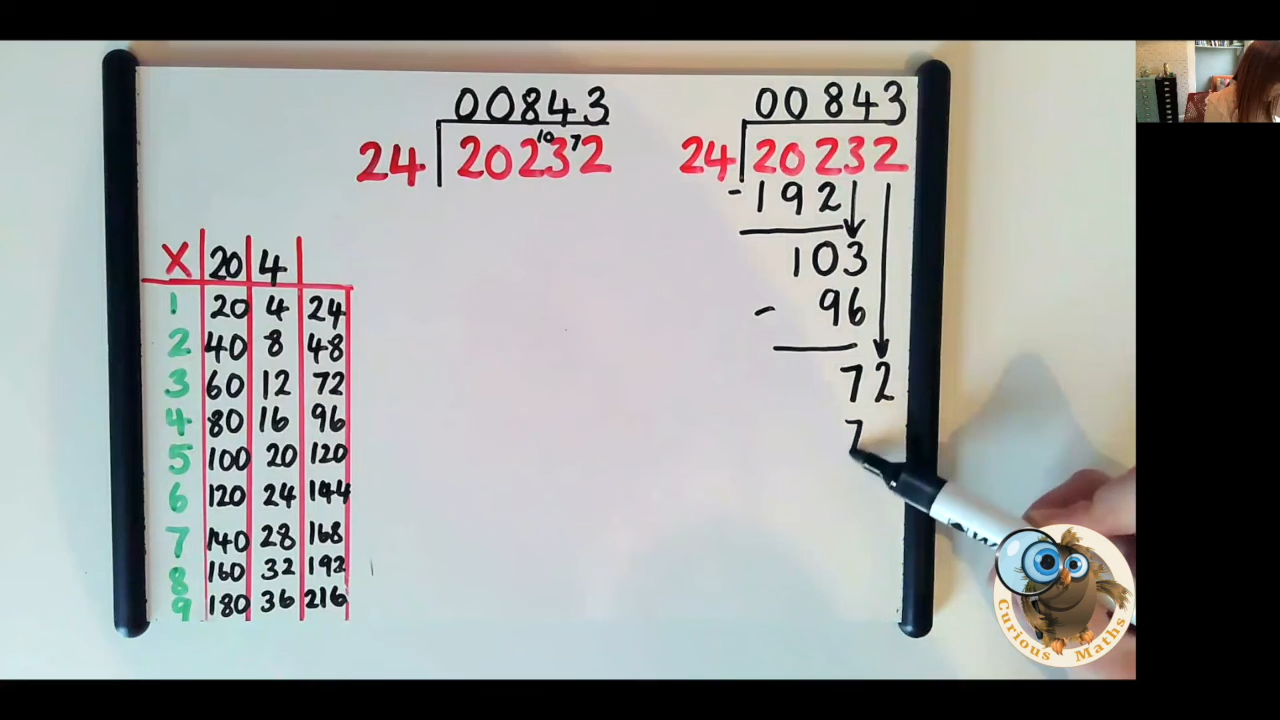 00843
24 20232
10 7
X 20 4
1 20 4 24
2 40 8 48
3 60 12 72
4 80 16 96
5 100 20 120
6 120 24 144
7 140 28 168
8 160 32 192
9 180 36 216
00843
24 20232
- 192
103
- 96
72
7
Curious Maths